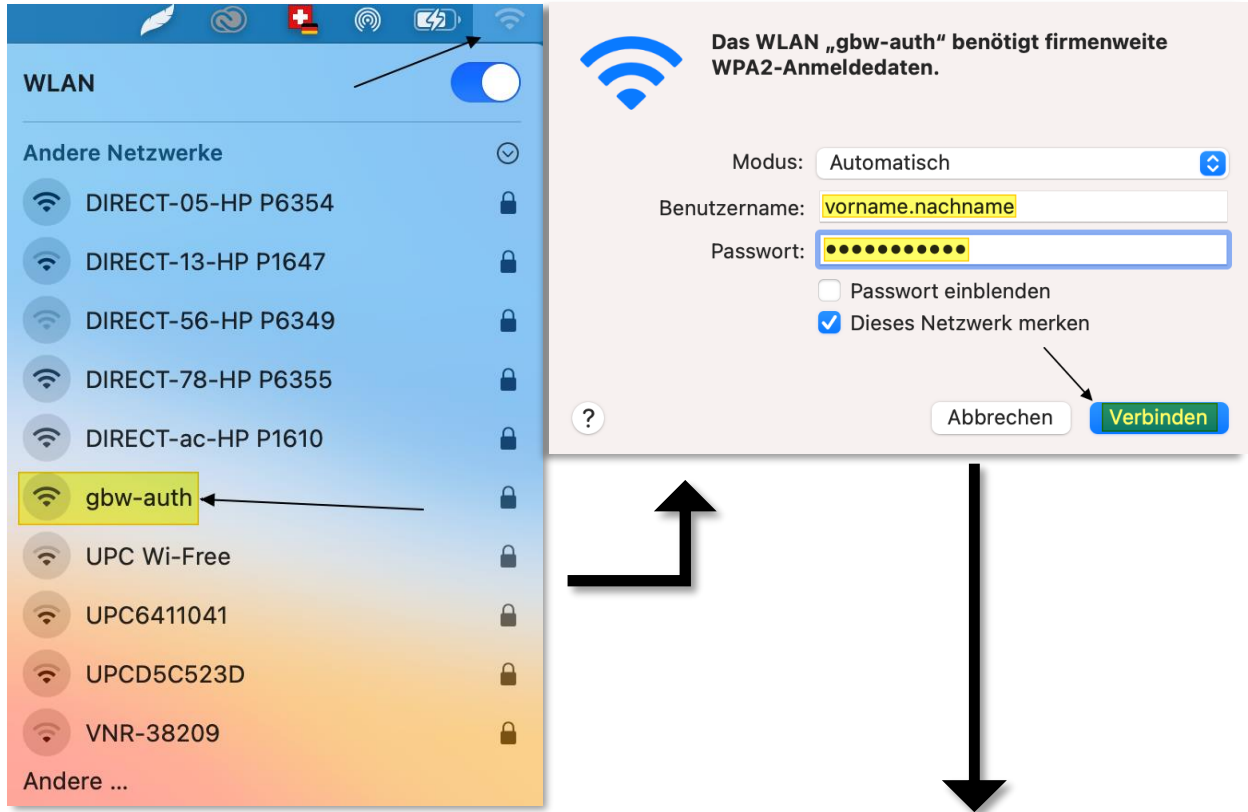 WLAN
Andere Netzwerke
DIRECT-05-HP P6354
DIRECT-13-HP P1647
DIRECT-56-HP P6349
DIRECT-78-HP P6355
DIRECT-ac-HP P1610
gbw-auth
UPC Wi-Free
UPC6411041
UPCD5C523D
VNR-38209
Andere ...
Das WLAN „gbw-auth“ benötigt firmenweite
WPA2-Anmeldedaten.
Modus: Automatisch
Benutzername: vorname.nachname
Passwort: •••••••••••
Passwort einblenden
Dieses Netzwerk merken
? Abbrechen Verbinden